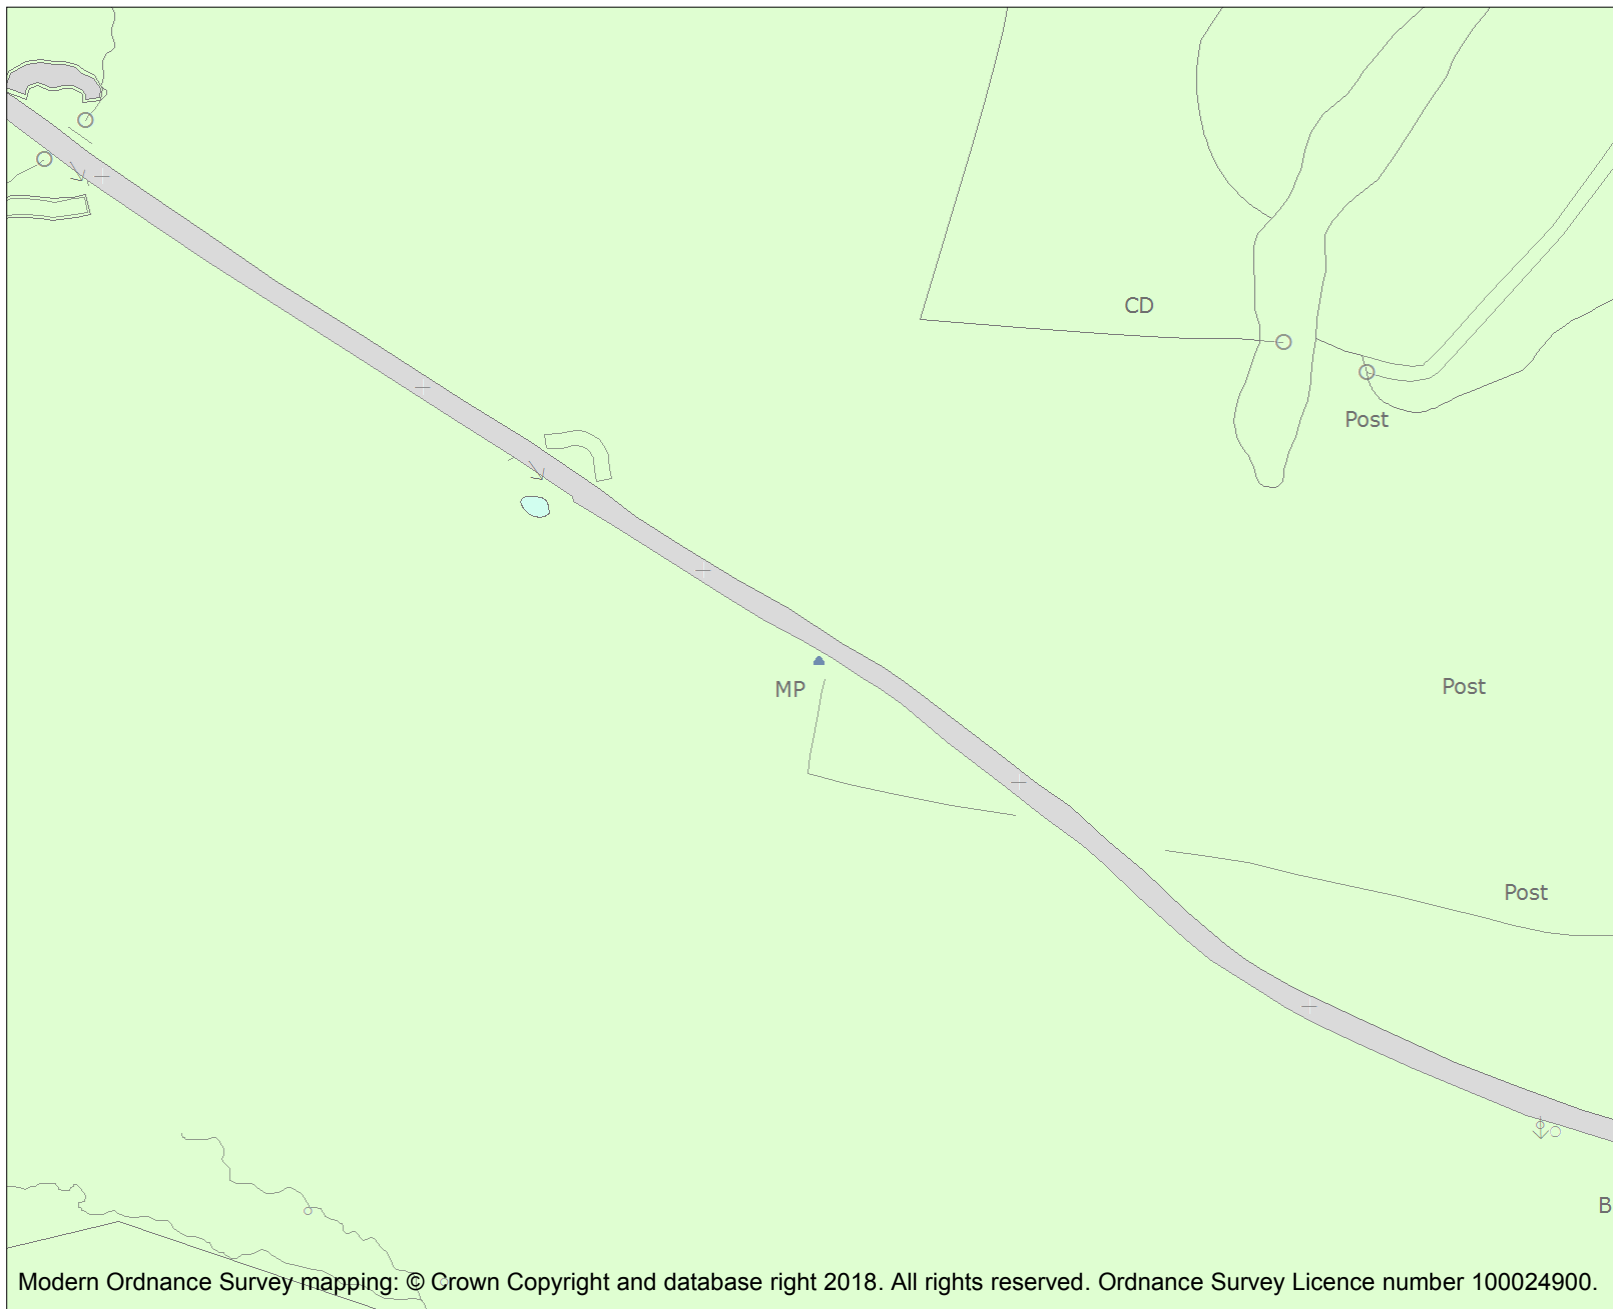 CD
Post
MP
Post
Post
B
Modern Ordnance Survey mapping: © Crown Copyright and database right 2018. All rights reserved. Ordnance Survey Licence number 100024900.